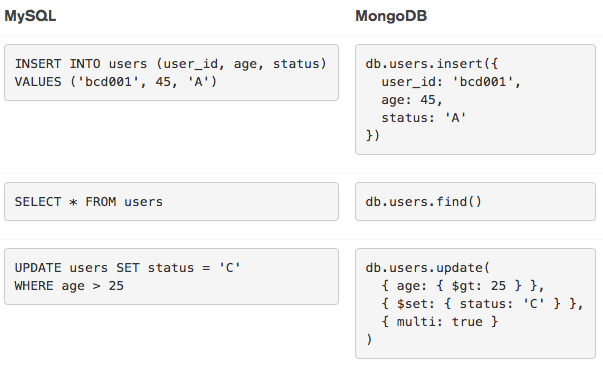 MySQL
MongoDB
INSERT INTO users (user_id, age, status)
VALUES ('bcd001', 45, 'A')
db.users.insert({
  user_id: 'bcd001',
  age: 45,
  status: 'A'
})
SELECT * FROM users
db.users.find()
UPDATE users SET status = 'C'
WHERE age > 25
db.users.update(
  { age: { $gt: 25 } },
  { $set: { status: 'C' } },
  { multi: true }
)